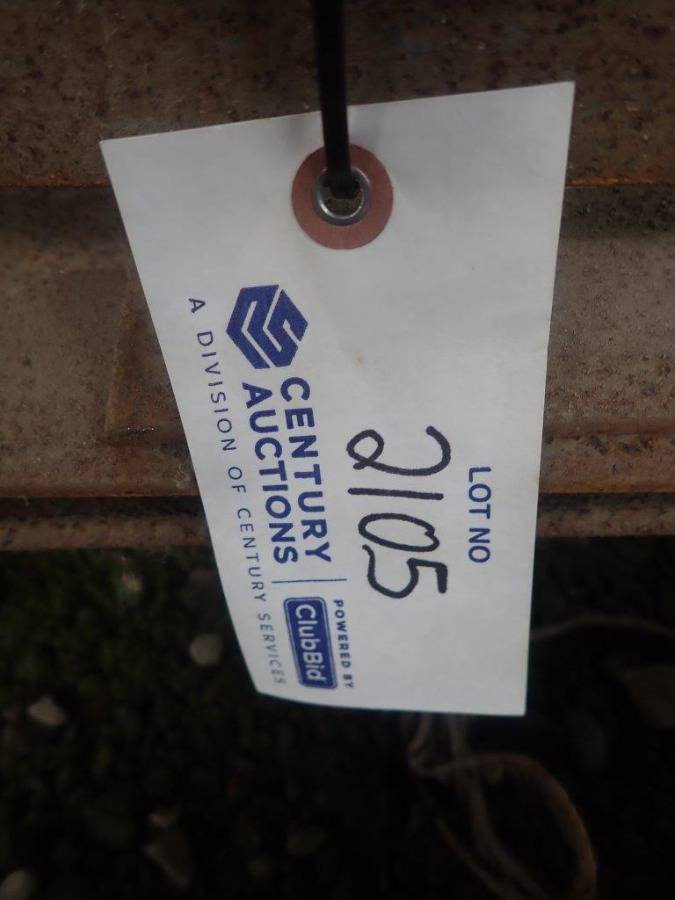 LOT NO
2105
CENTURY
AUCTIONS
POWERED BY
ClubBid
A DIVISION OF CENTURY SERVICES